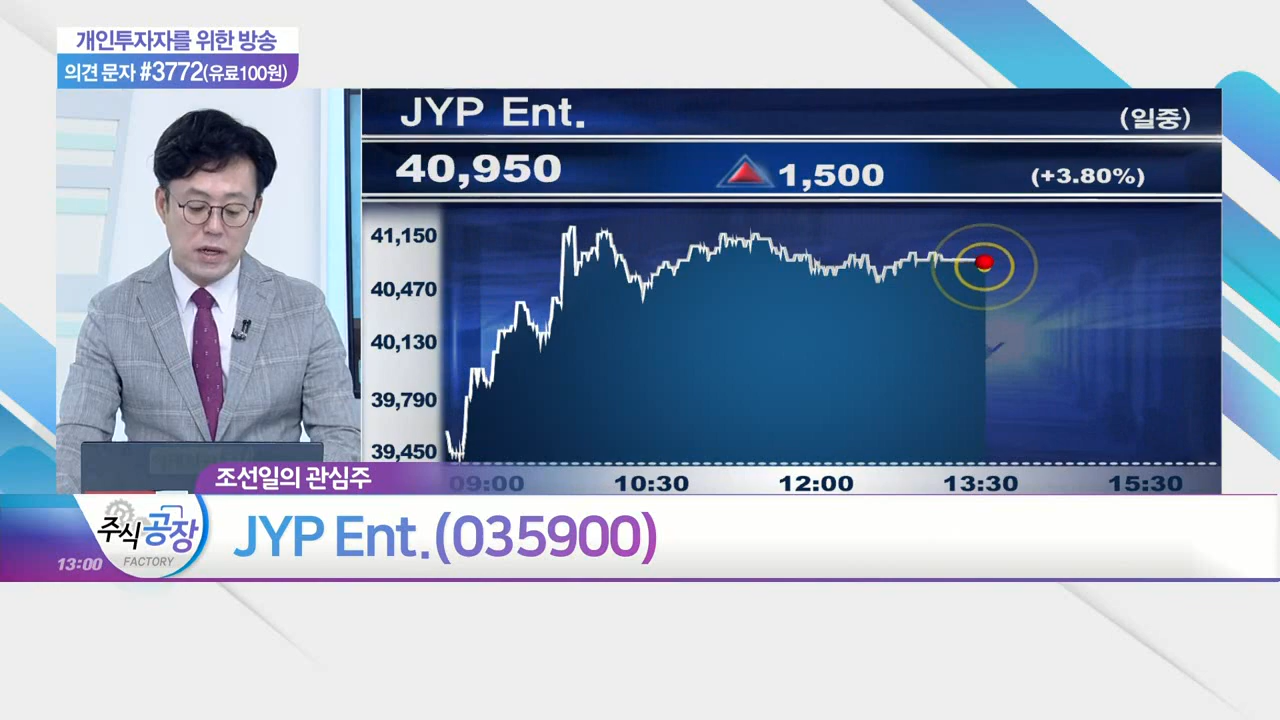 개인투자자를 위한 방송
의견 문자 #3772(유료100원)
JYP Ent.
(일중)
40,950
1,500
(+3.80%)
41,150
40,470
40,130
39,790
39,450
09:00
10:30
12:00
13:30
15:30
조선일의 관심주
주식공장
FACTORY
13:00
JYP Ent.(035900)